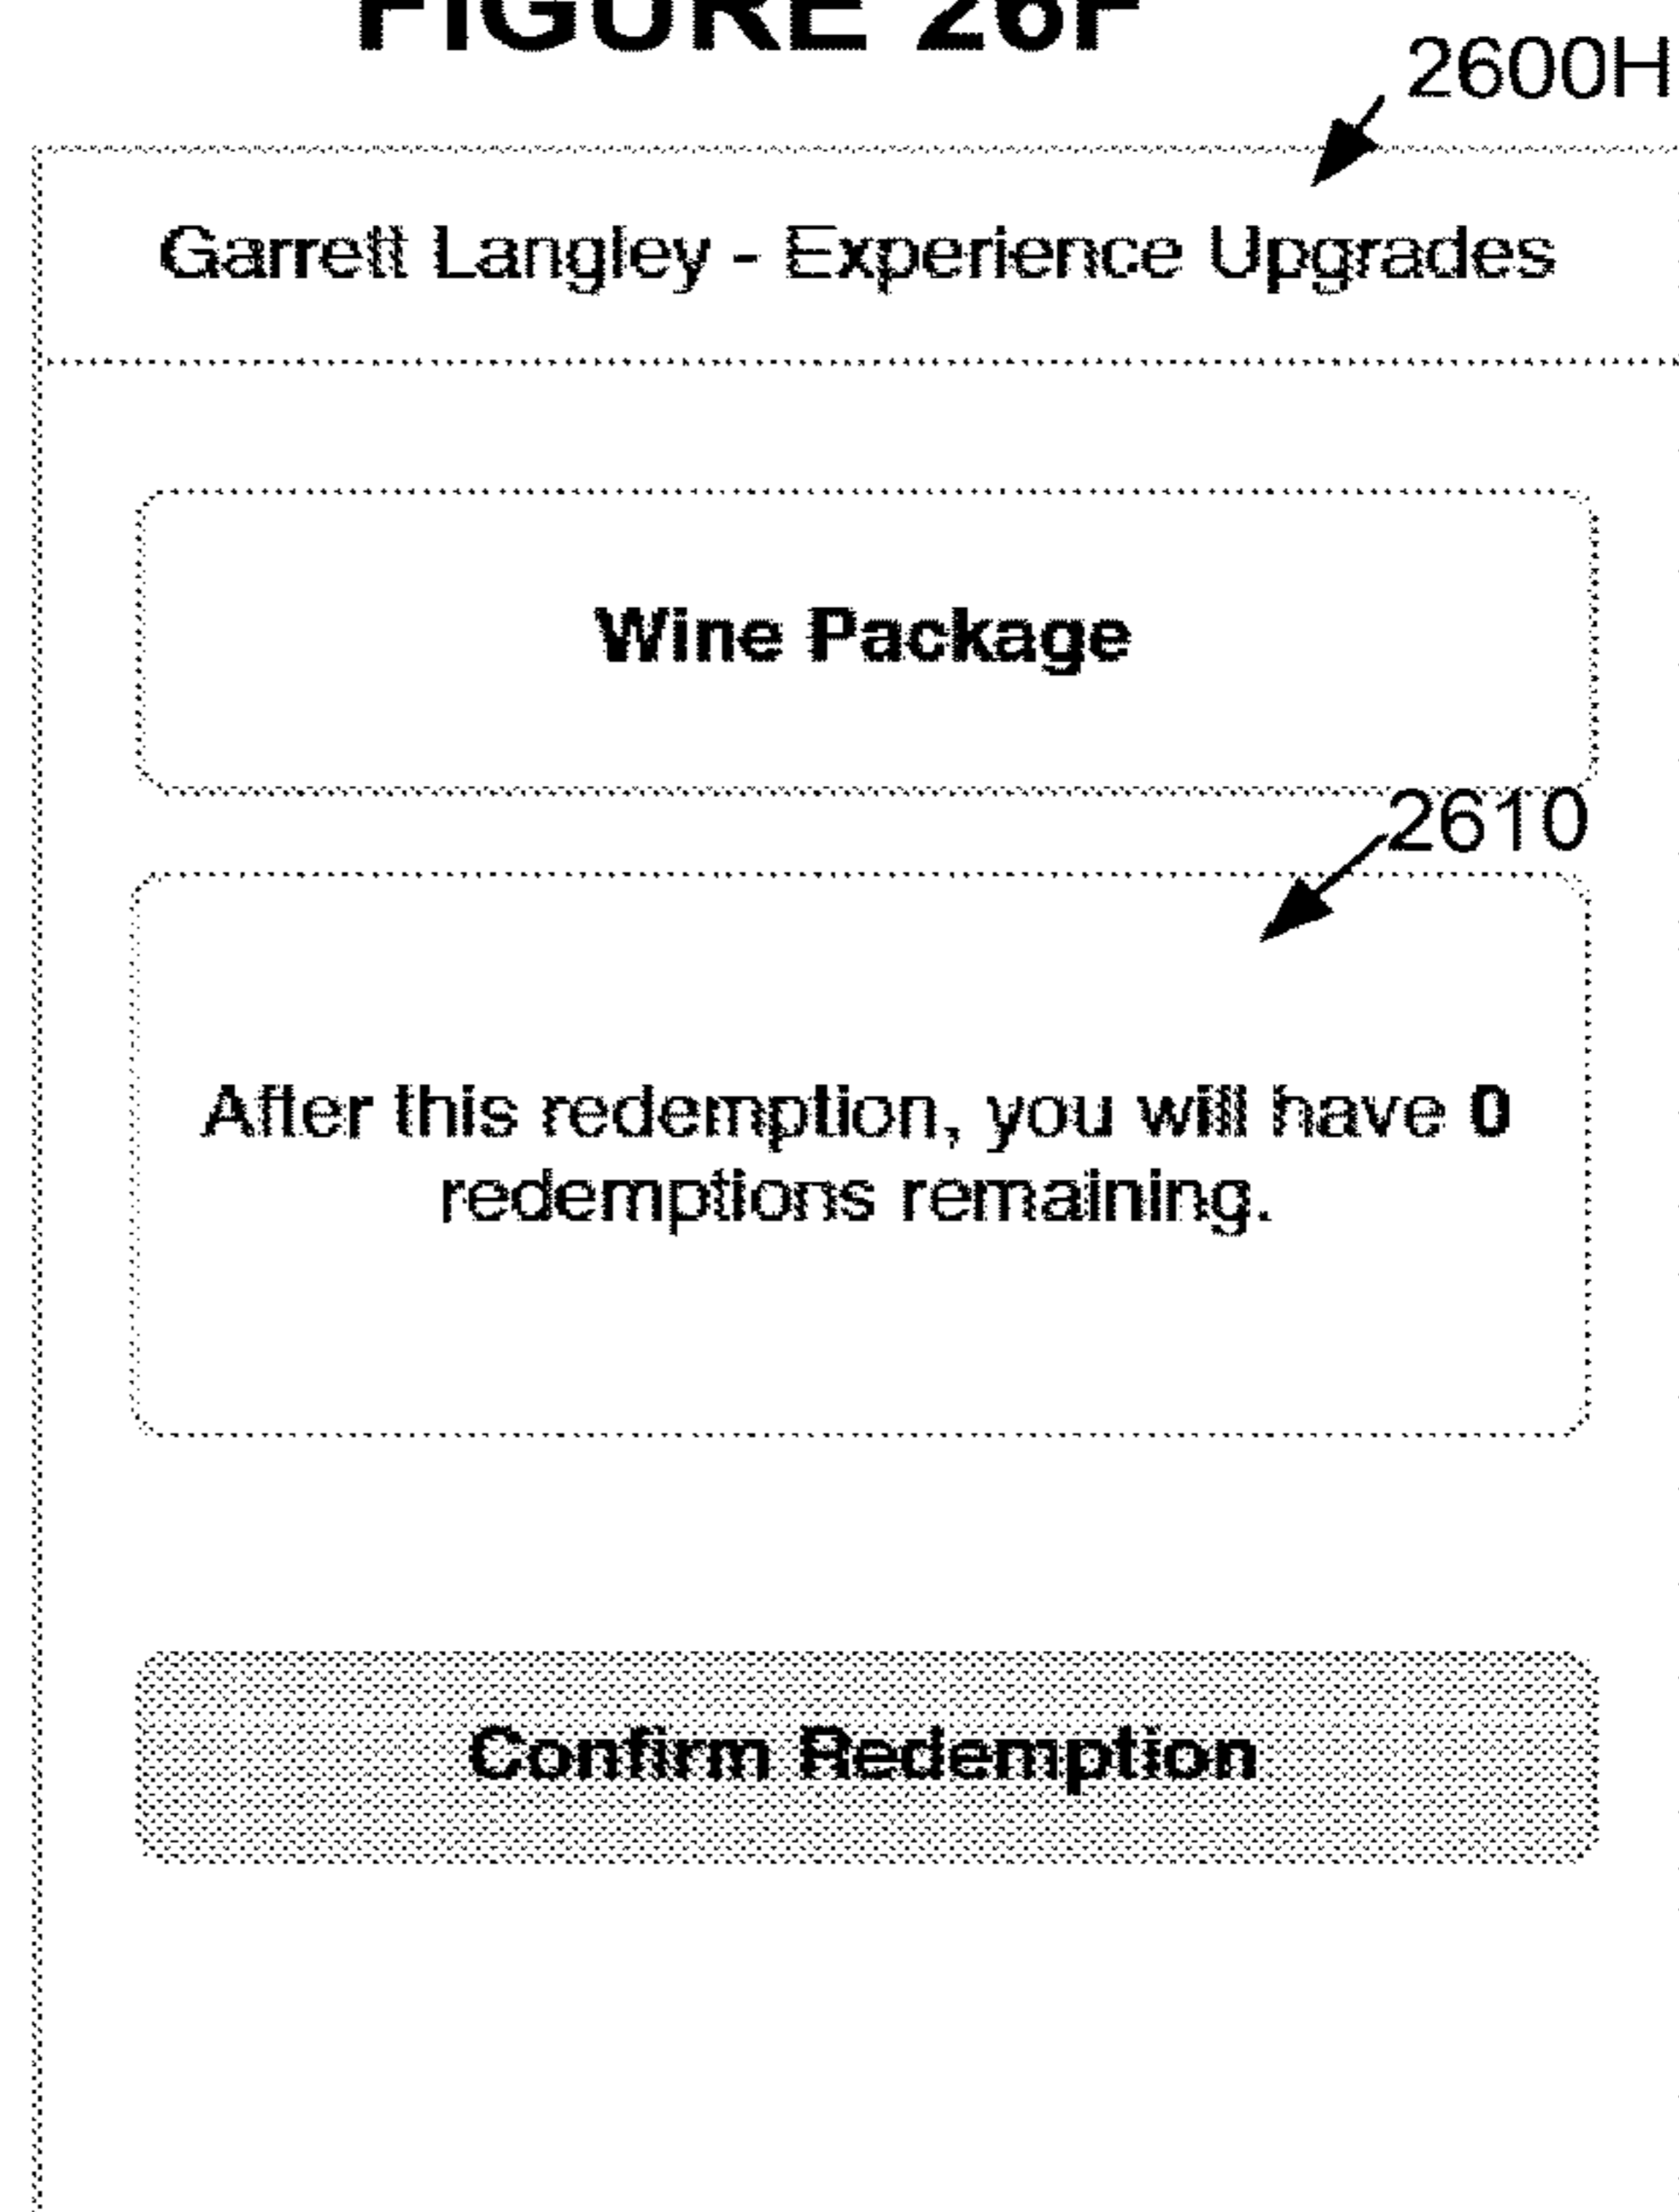 FIGURE 26F
2600H
Garrett Langley - Experience Upgrades
Wine Package
2610
After this redemption, you will have 0
redemptions remaining.
Confirm Redemption